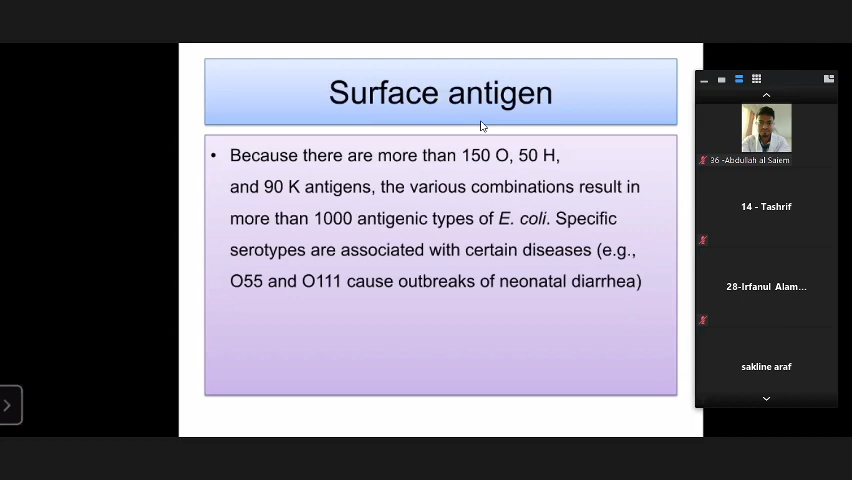 Surface antigen
• Because there are more than 150 O, 50 H,
and 90 K antigens, the various combinations result in
more than 1000 antigenic types of E. coli. Specific
serotypes are associated with certain diseases (e.g.,
O55 and O111 cause outbreaks of neonatal diarrhea)
36 -Abdullah al Saiem
14 - Tashrif
28-Irfanul Alam...
sakline araf